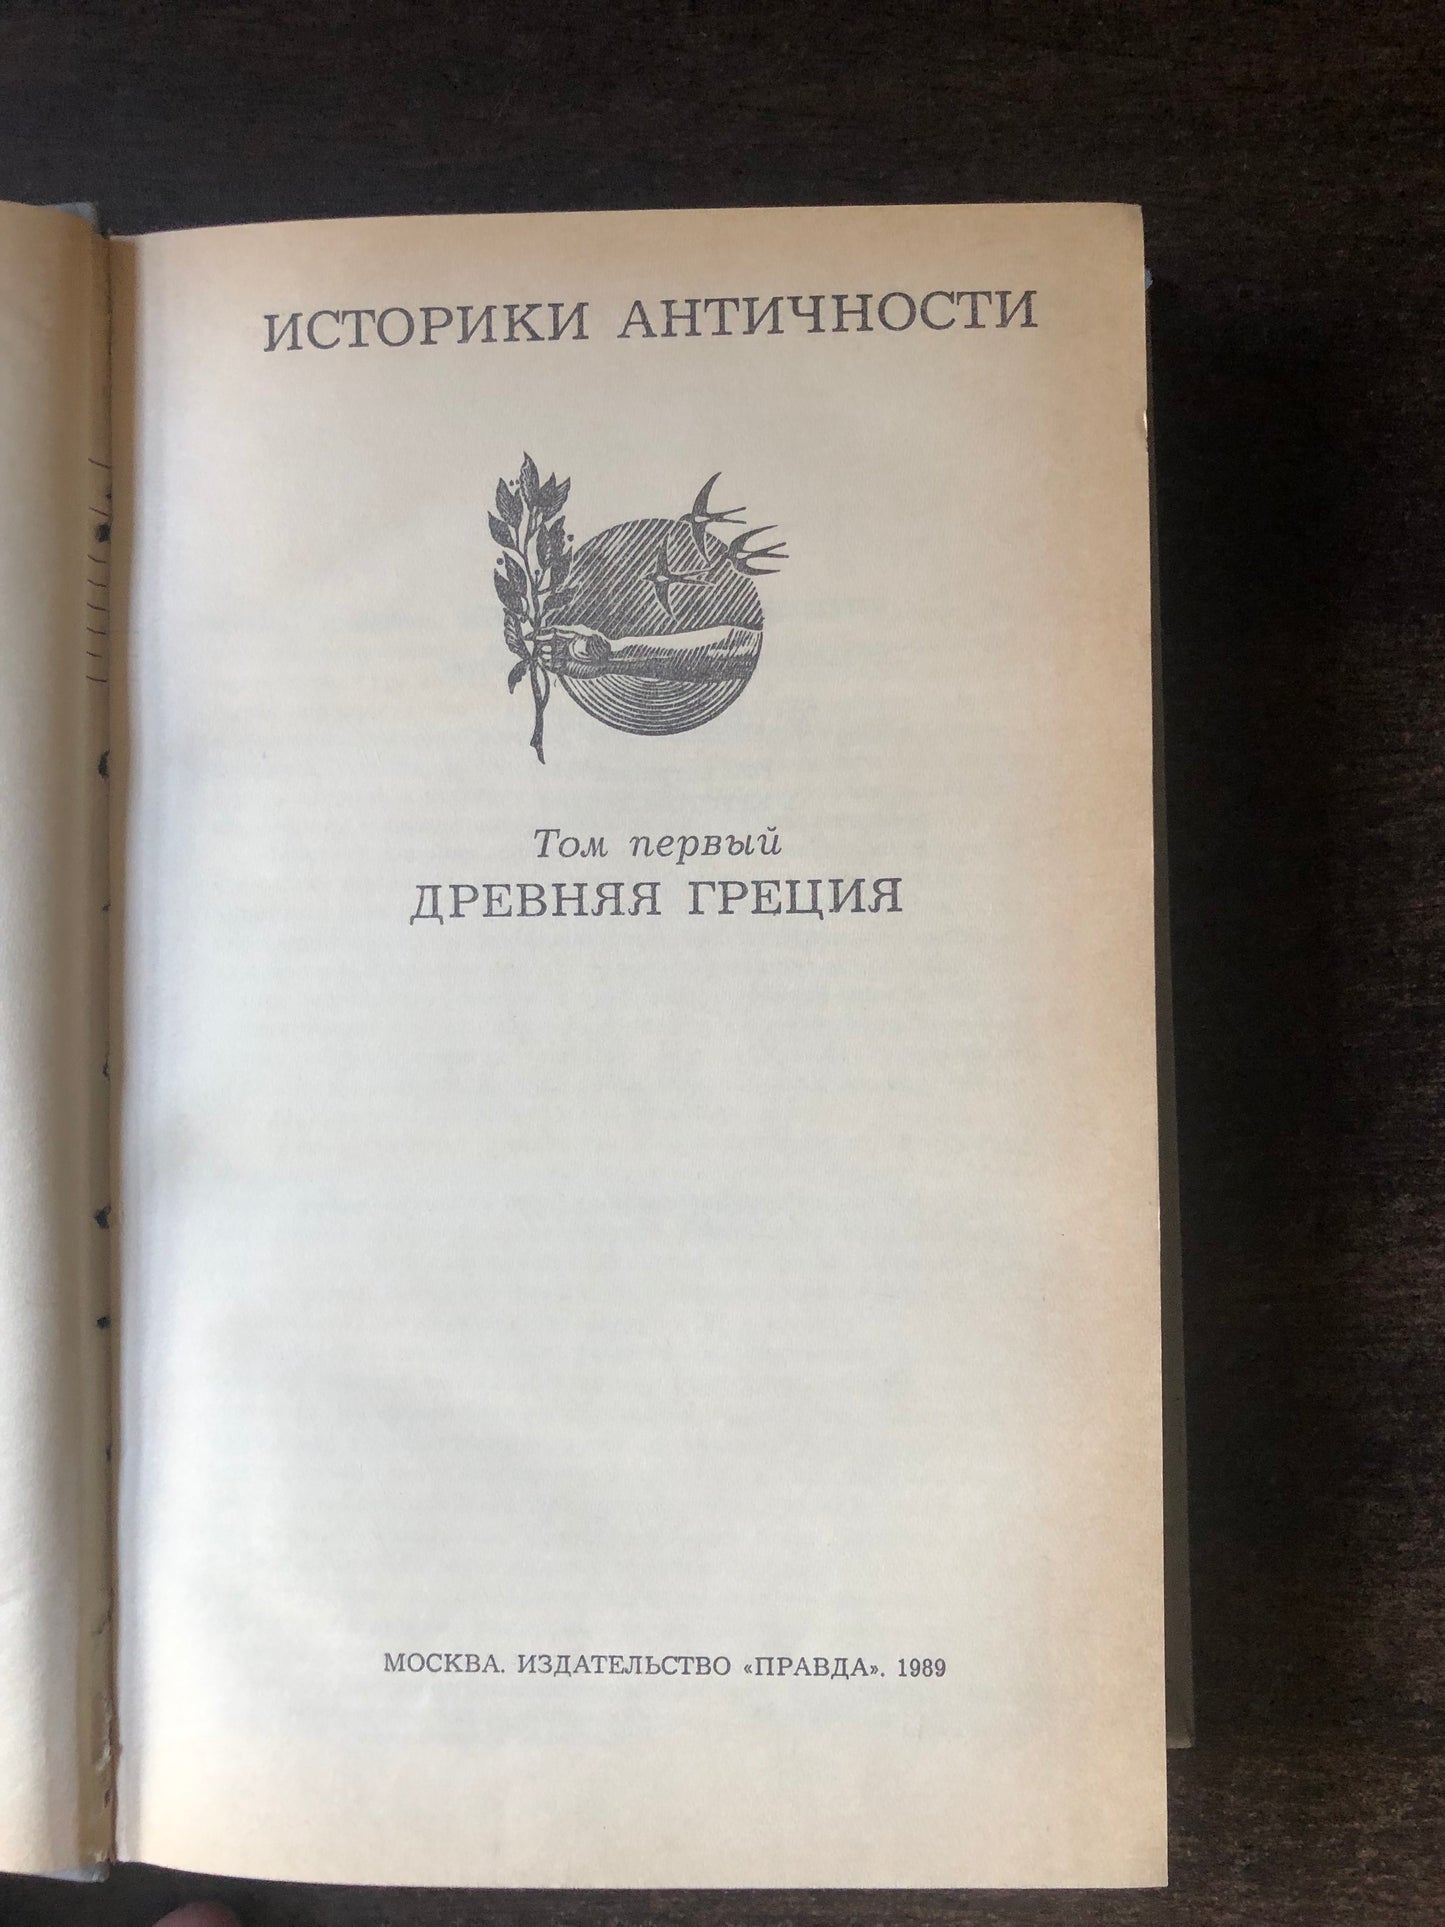 ИСТОРИКИ АНТИЧНОСТИ
Том первый
ДРЕВНЯЯ ГРЕЦИЯ
МОСКВА. ИЗДАТЕЛЬСТВО «ПРАВДА». 1989